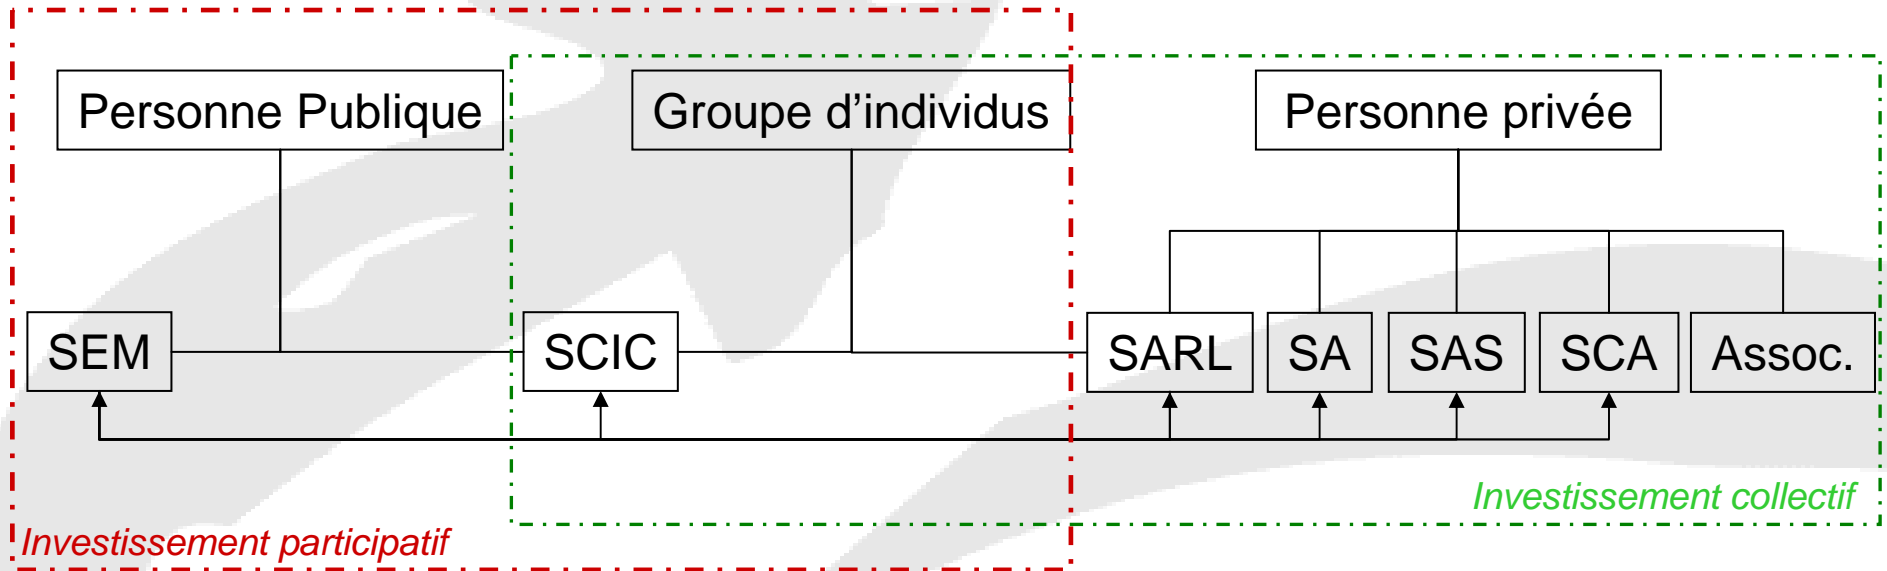 Personne Publique
Groupe d'individus
Personne privée
SEM
SCIC
SARL
SA
SAS
SCA
Assoc.
Investissement collectif
Investissement participatif